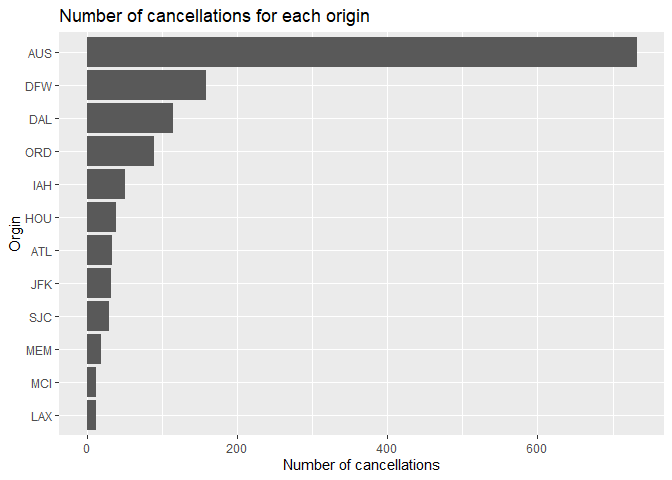 Number of cancellations for each origin
Orgin
AUS
DFW
DAL
ORD
IAH
HOU
ATL
JFK
SJC
MEM
MCI
LAX
0 200 400 600
Number of cancellations